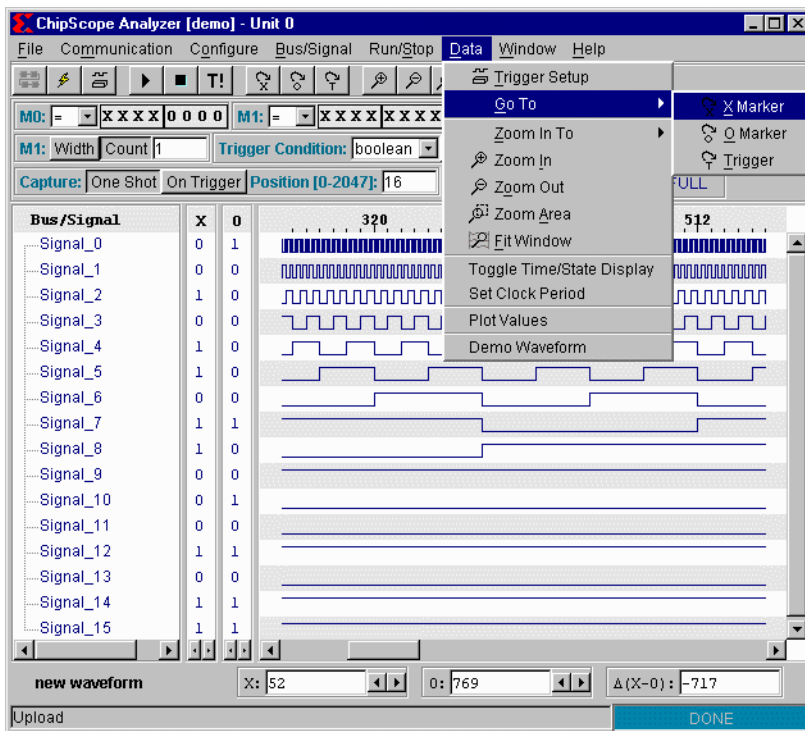 ChipScope Analyzer [demo] - Unit 0
File Communication Configure Bus/Signal Run/Stop Data Window Help
T! X O T
Trigger Setup
Go To
X Marker
O Marker
Trigger
Zoom In To
Zoom In
Zoom Out
Zoom Area
Fit Window
Toggle Time/State Display
Set Clock Period
Plot Values
Demo Waveform
M0: = X X X X 0 0 0 0 M1: = X X X X X X X X
M1: Width Count 1 Trigger Condition: boolean
Capture: One Shot On Trigger Position [0-2047]: 16 FULL
Bus/Signal X O 320 512
Signal_0 0 1
Signal_1 0 0
Signal_2 1 0
Signal_3 0 0
Signal_4 1 0
Signal_5 1 0
Signal_6 0 0
Signal_7 1 1
Signal_8 1 0
Signal_9 0 0
Signal_10 0 1
Signal_11 0 0
Signal_12 1 1
Signal_13 0 0
Signal_14 1 1
Signal_15 1 1
new waveform X: 52 O: 769 Δ(X-O): -717
Upload DONE